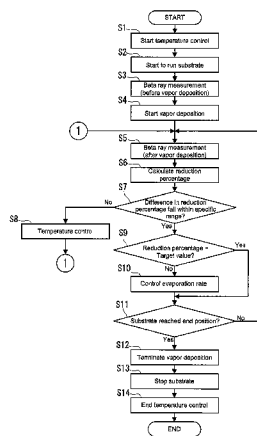 START
S1
Start temperature control
S2
Start to run substrate
S3
Beta ray measurement
(before vapor deposition)
S4
Start vapor deposition
1
S5
Beta ray measurement
(after vapor deposition)
S6
Calculate reduction
percentage
S7
Difference in reduction
percentage fall within specific
range?
No
Yes
S8
Temperature contro
1
S9
Reduction percentage =
Target value?
Yes
No
S10
Control evaporation rate
S11
Substrate reached end position?
No
Yes
S12
Terminate vapor deposition
S13
Stop substrate
S14
End temperature control
END